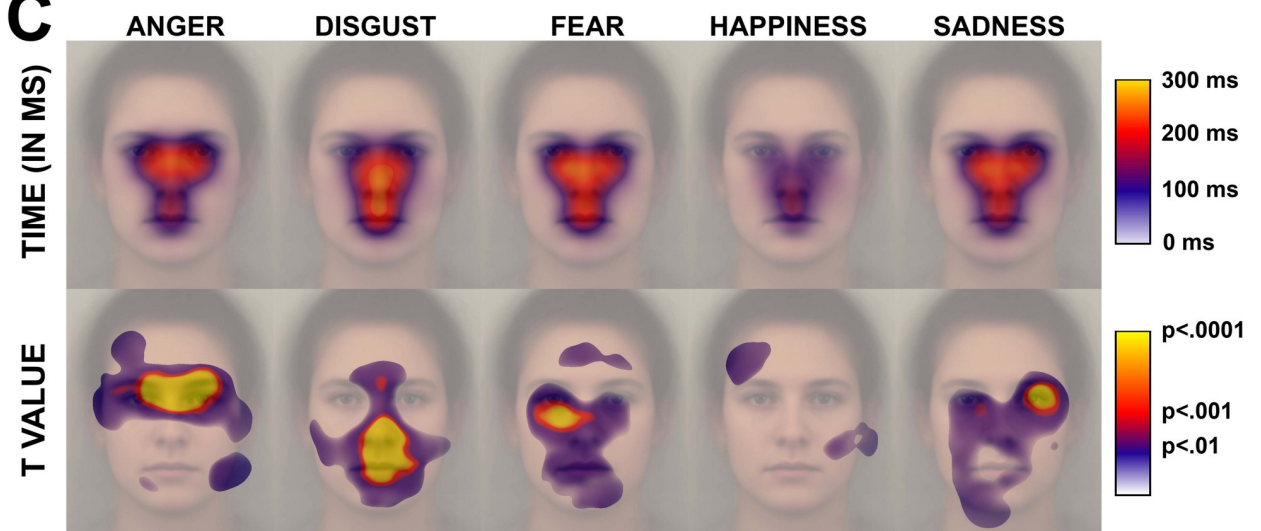 C
ANGER DISGUST FEAR HAPPINESS SADNESS
TIME (IN MS)
300 ms
200 ms
100 ms
0 ms
T VALUE
p<.0001
p<.001
p<.01